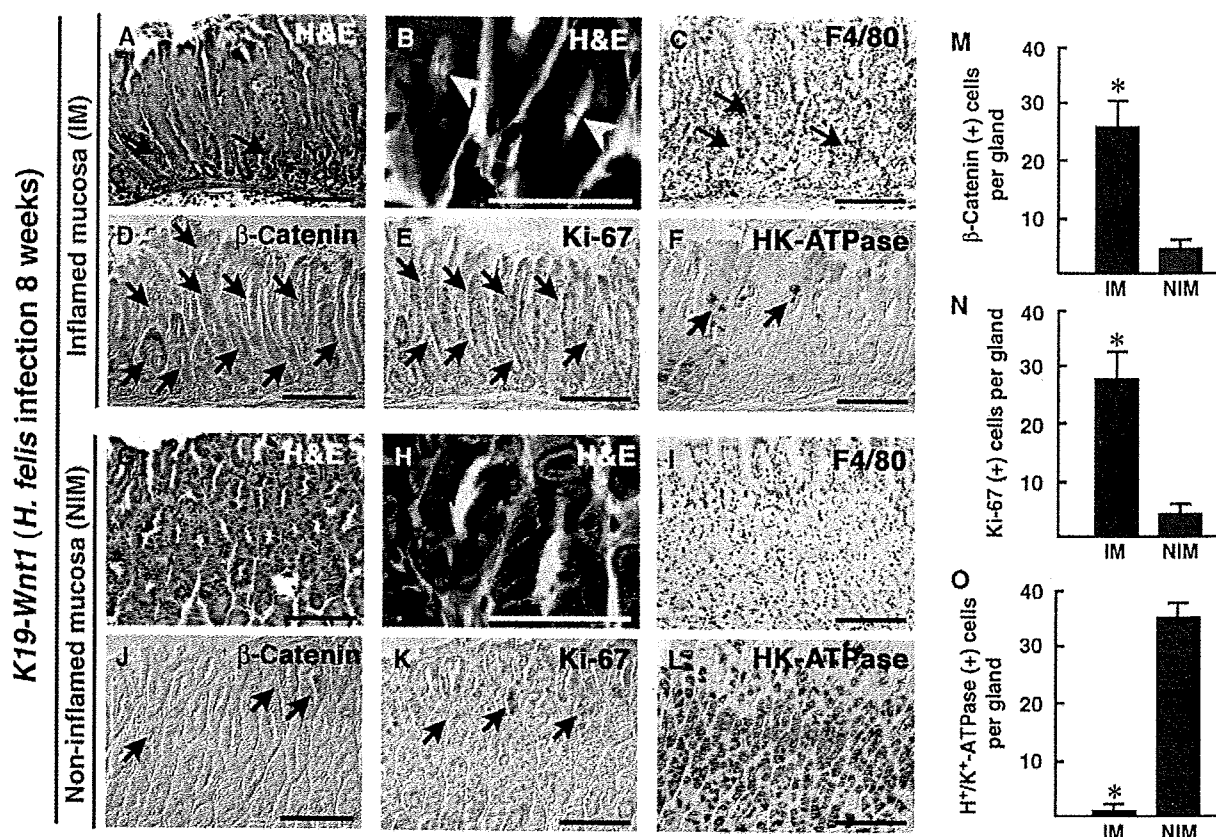 K19-Wnt1 (H. felis infection 8 weeks)
Inflamed mucosa (IM)
A H&E
B H&E
C F4/80
D β-Catenin
E Ki-67
F HK-ATPase
Non-inflamed mucosa (NIM)
G H&E
H H&E
I F4/80
J β-Catenin
K Ki-67
L HK-ATPase
M
β-Catenin (+) cells
per gland
40
30
20
10
*
IM NIM
N
Ki-67 (+) cells per gland
40
30
20
10
*
IM NIM
O
H+/K+-ATPase (+) cells
per gland
40
30
20
10
*
IM NIM